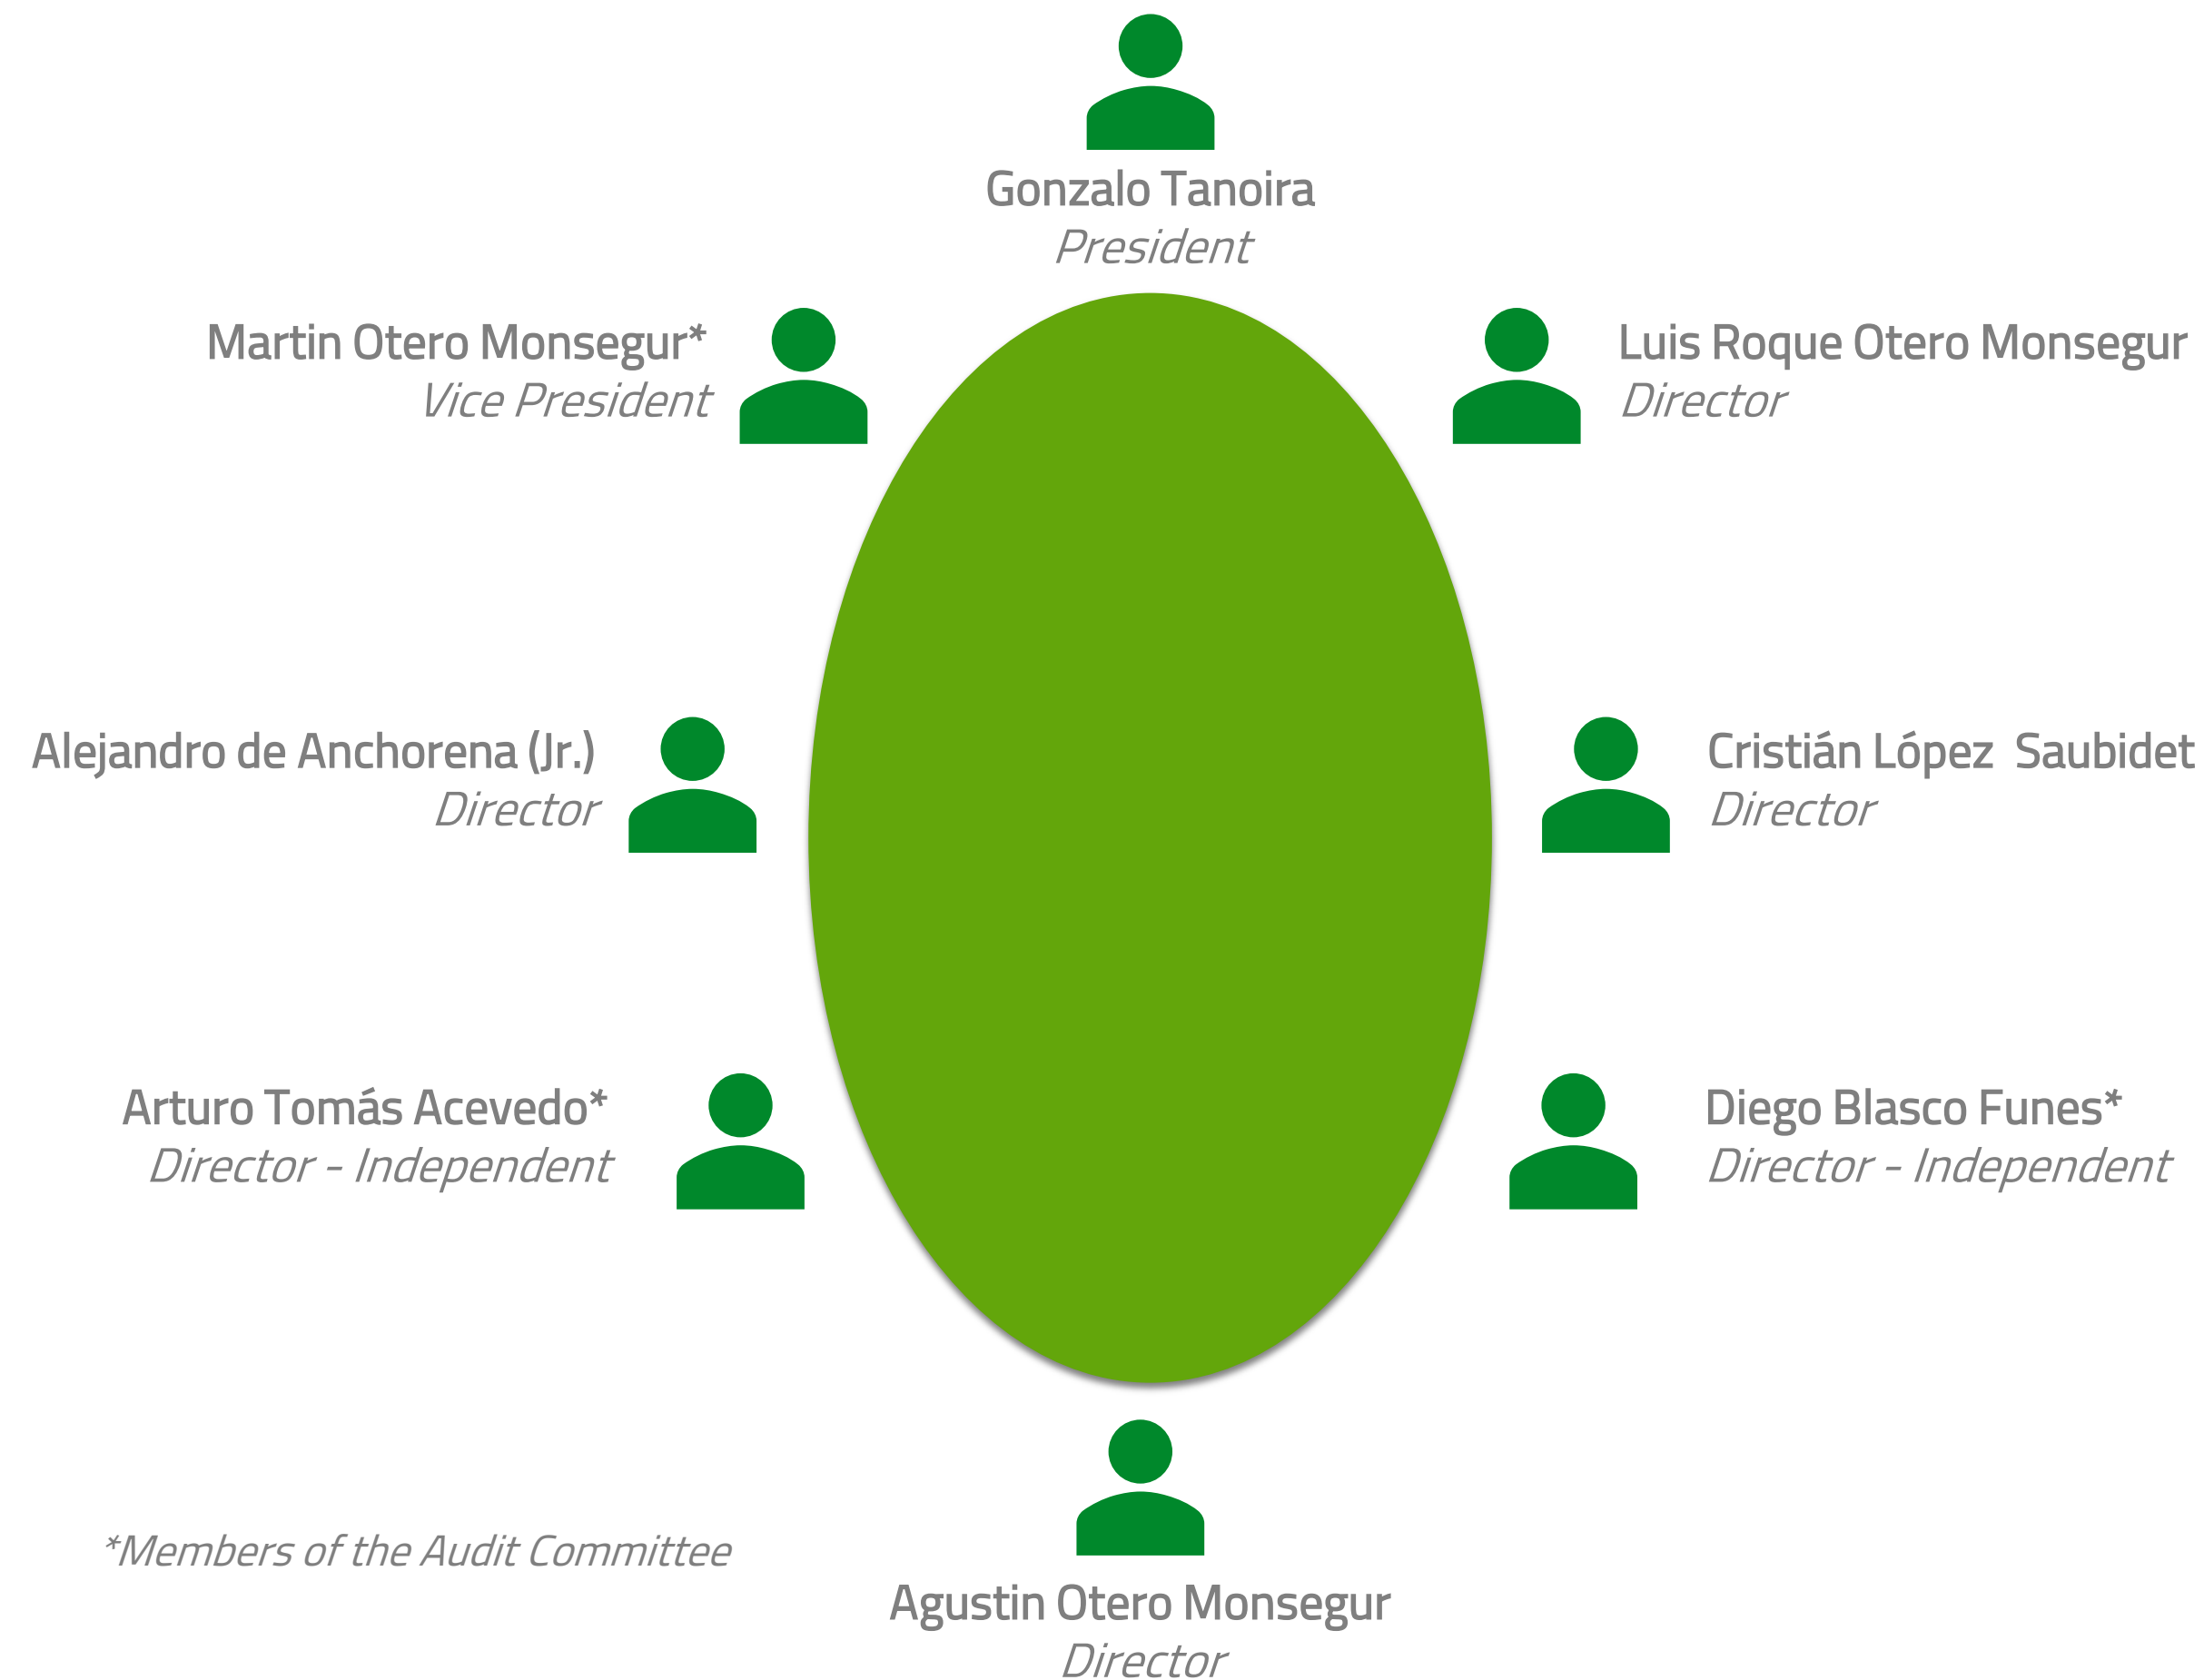 Gonzalo Tanoira
President
Martin Otero Monsegur*
Vice President
Luis Roque Otero Monsegur
Director
Alejandro de Anchorena (Jr.)
Director
Cristián López  Saubidet
Director
Arturo Tomás Acevedo*
Director - Independent
Diego Blasco Funes*
Director - Independent
*Members of the Audit Committee
Agustin Otero Monsegur
Director